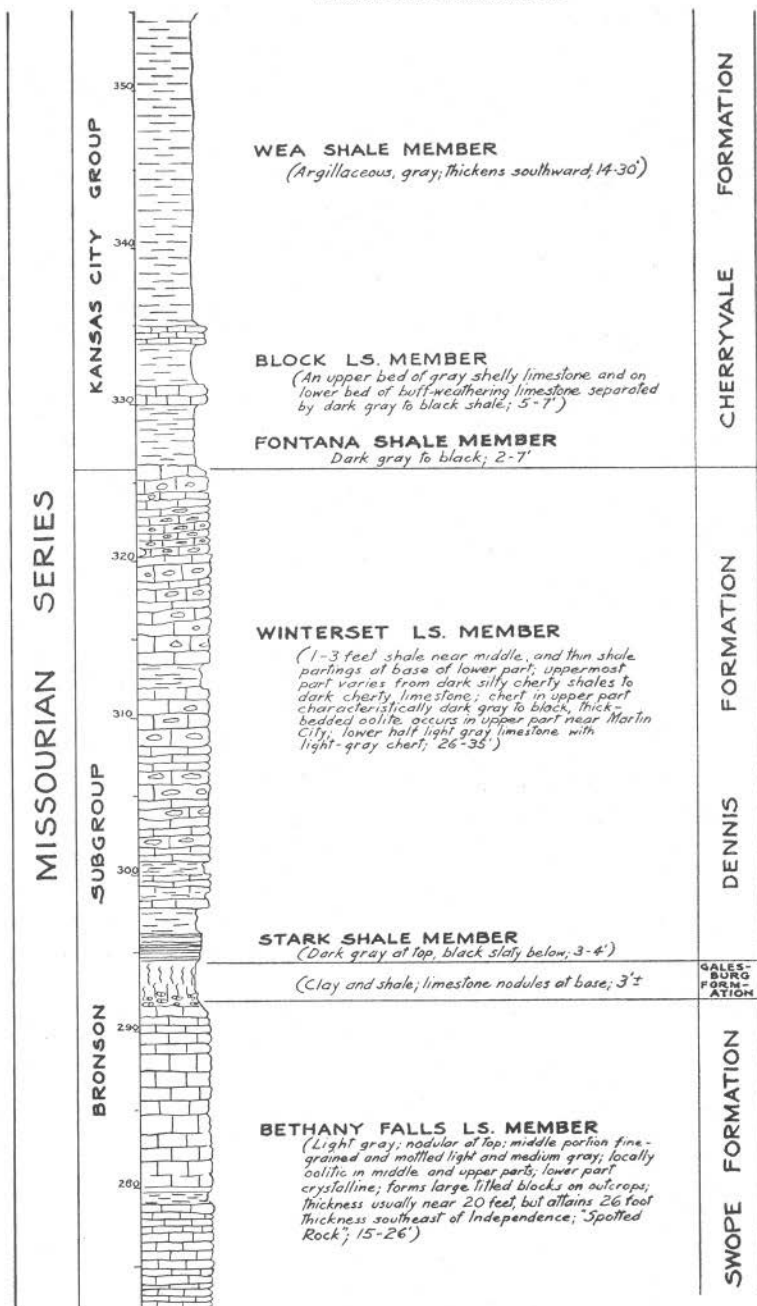 MISSOURIAN SERIES
KANSAS CITY GROUP
BRONSON SUBGROUP
350
340
330
320
310
300
290
280
WEA SHALE MEMBER
(Argillaceous, gray; thickens southward; 14-30')
BLOCK LS. MEMBER
(An upper bed of gray shelly limestone and on
lower bed of buff-weathering limestone separated
by dark gray to black shale; 5-7')
FONTANA SHALE MEMBER
Dark gray to black; 2-7'
CHERRYVALE FORMATION
WINTERSET LS. MEMBER
(1-3 feet shale near middle, and thin shale
partings at base of lower part; uppermost
part varies from dark silty cherty shales to
dark cherty limestone; chert in upper part
characteristically dark gray to black, thick-
bedded oolite occurs in upper part near Martin
City; lower half light gray limestone with
light-gray chert; 26-35')
STARK SHALE MEMBER
(Dark gray at top, black slaty below; 3-4')
DENNIS FORMATION
(Clay and shale; limestone nodules at base; 3'±
GALES-
BURG
FORM-
ATION
BETHANY FALLS LS. MEMBER
(Light gray; nodular at top; middle portion fine-
grained and mottled light and medium gray; locally
oolitic in middle and upper parts; lower part
crystalline; forms large tilted blocks on outcrops;
thickness usually near 20 feet, but attains 26 foot
thickness southeast of Independence; "Spotted
Rock"; 15-26')
SWOPE FORMATION